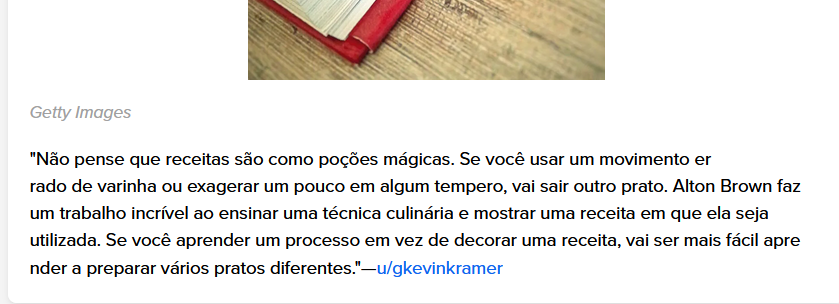 Getty Images
"Não pense que receitas são como poções mágicas. Se você usar um movimento er
rado de varinha ou exagerar um pouco em algum tempero, vai sair outro prato. Alton Brown faz
um trabalho incrível ao ensinar uma técnica culinária e mostrar uma receita em que ela seja
utilizada. Se você aprender um processo em vez de decorar uma receita, vai ser mais fácil apre
nder a preparar vários pratos diferentes."—u/gkevinkramer